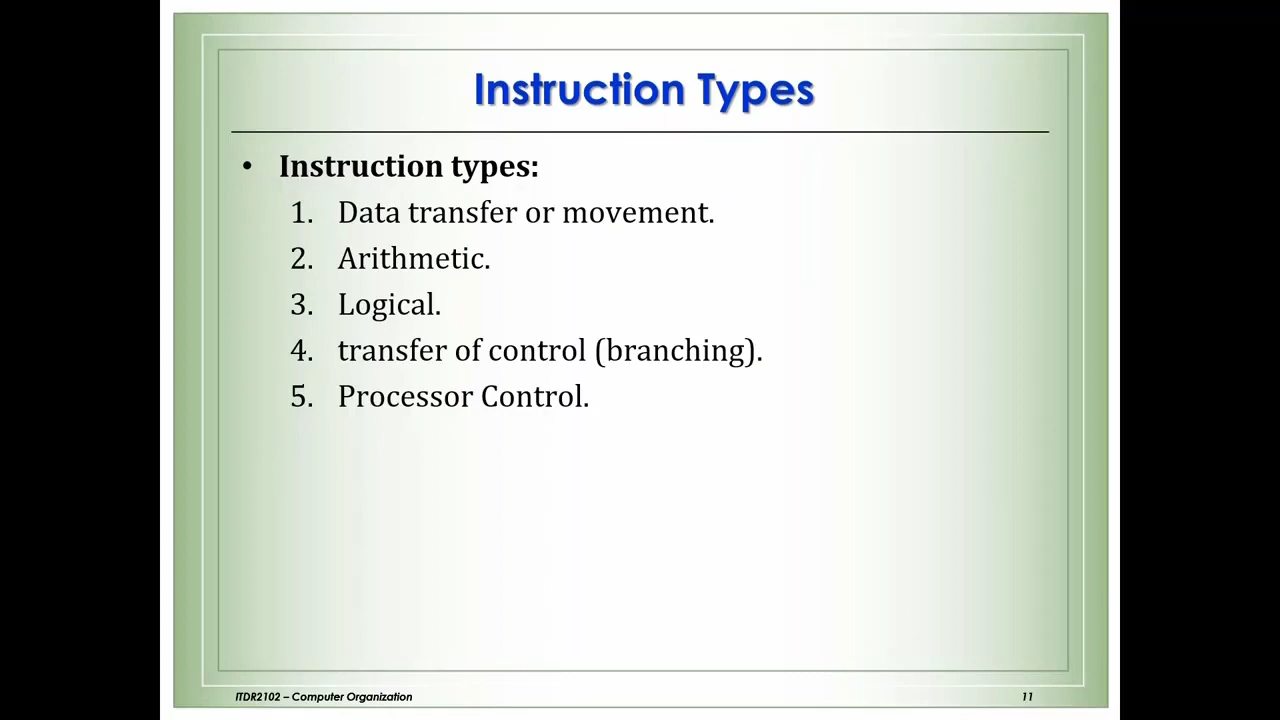 Instruction Types
• Instruction types:
1. Data transfer or movement.
2. Arithmetic.
3. Logical.
4. transfer of control (branching).
5. Processor Control.
ITDR2102 – Computer Organization
11